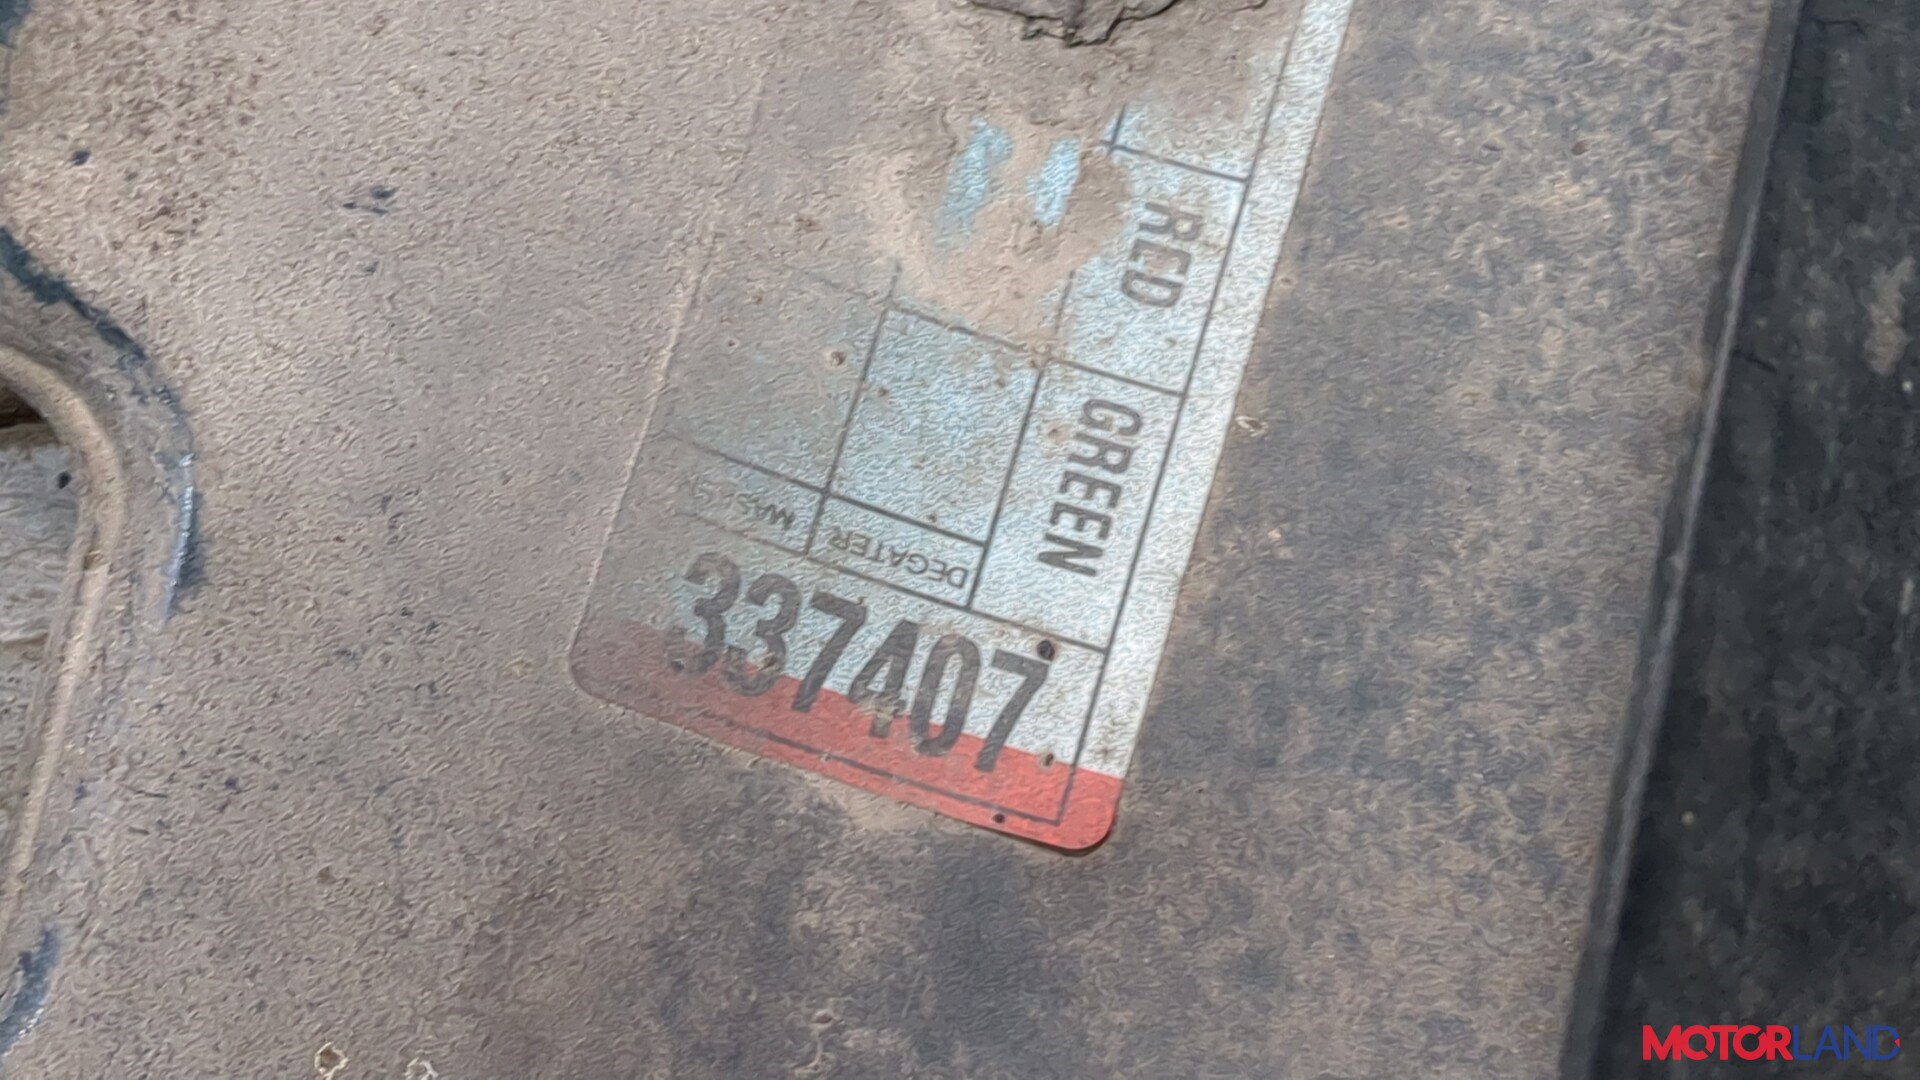 RED
GREEN
DEGATER
337407
MOTORLAND